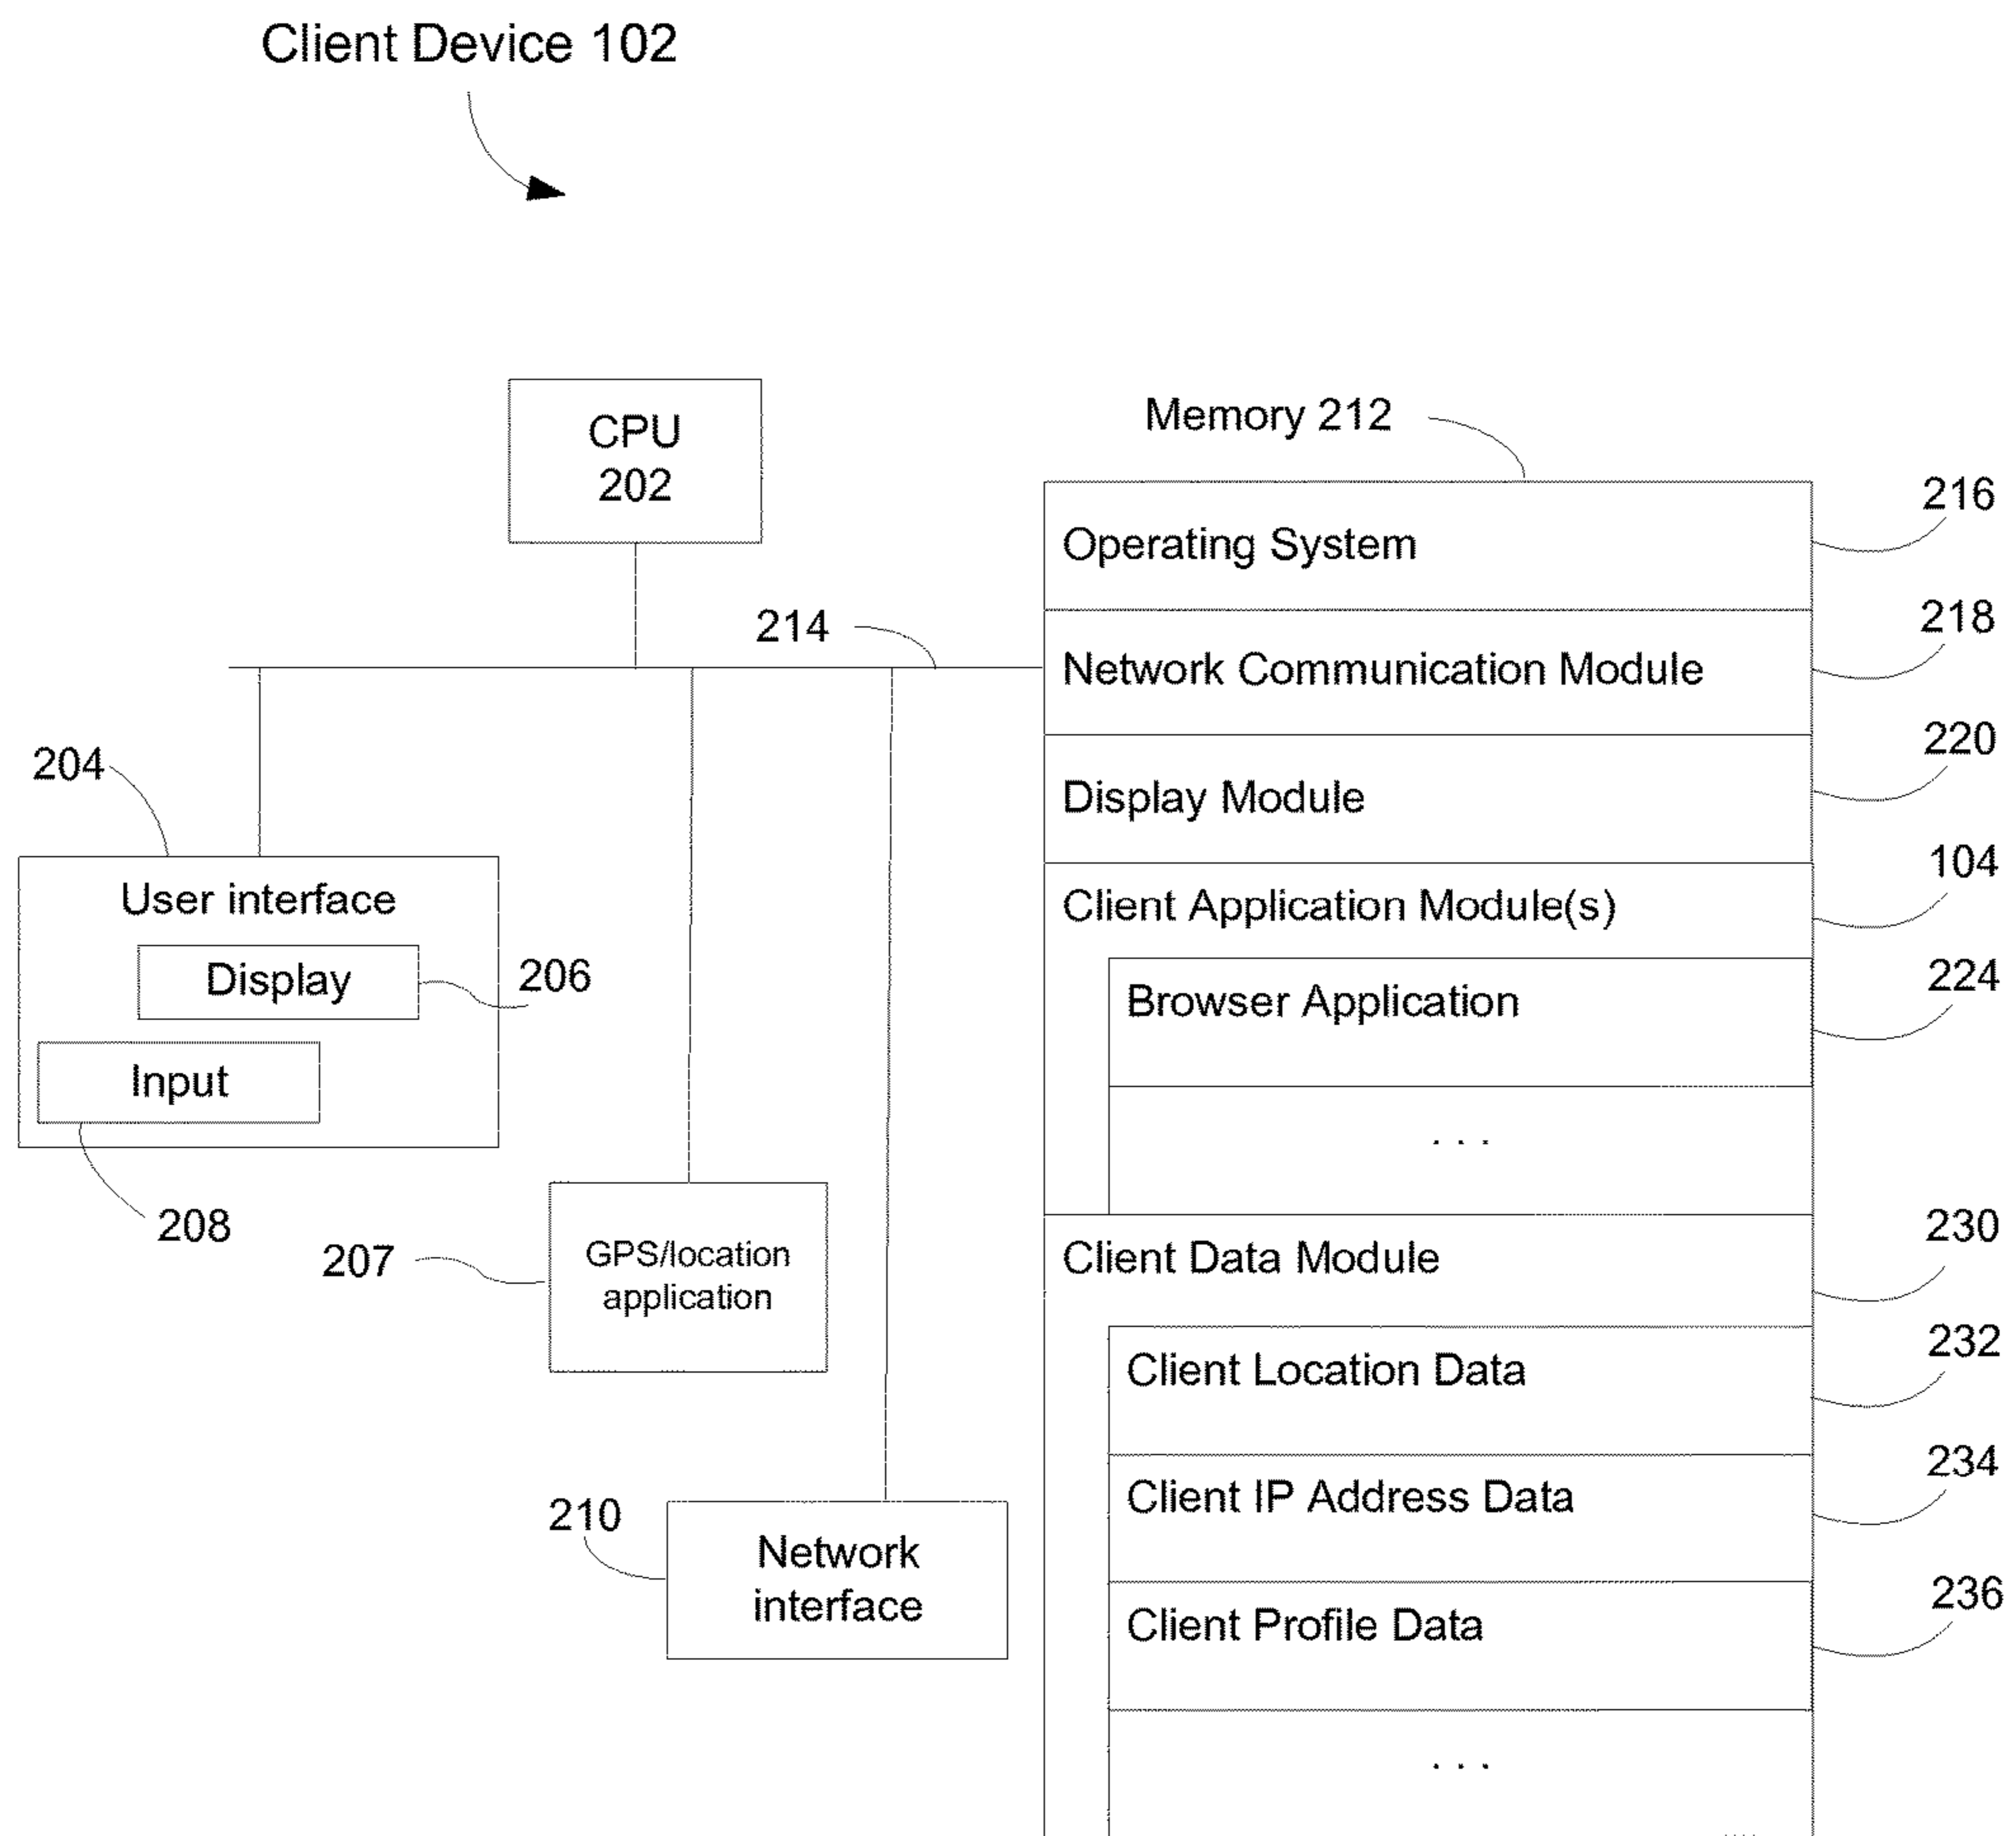 Client Device 102
CPU
202
Memory 212
216
Operating System
218
214
Network Communication Module
220
204
Display Module
104
User interface
Client Application Module(s)
Display
206
224
Browser Application
Input
. . .
208
230
207
GPS/location
application
Client Data Module
232
Client Location Data
234
210
Client IP Address Data
Network
interface
236
Client Profile Data
. . .